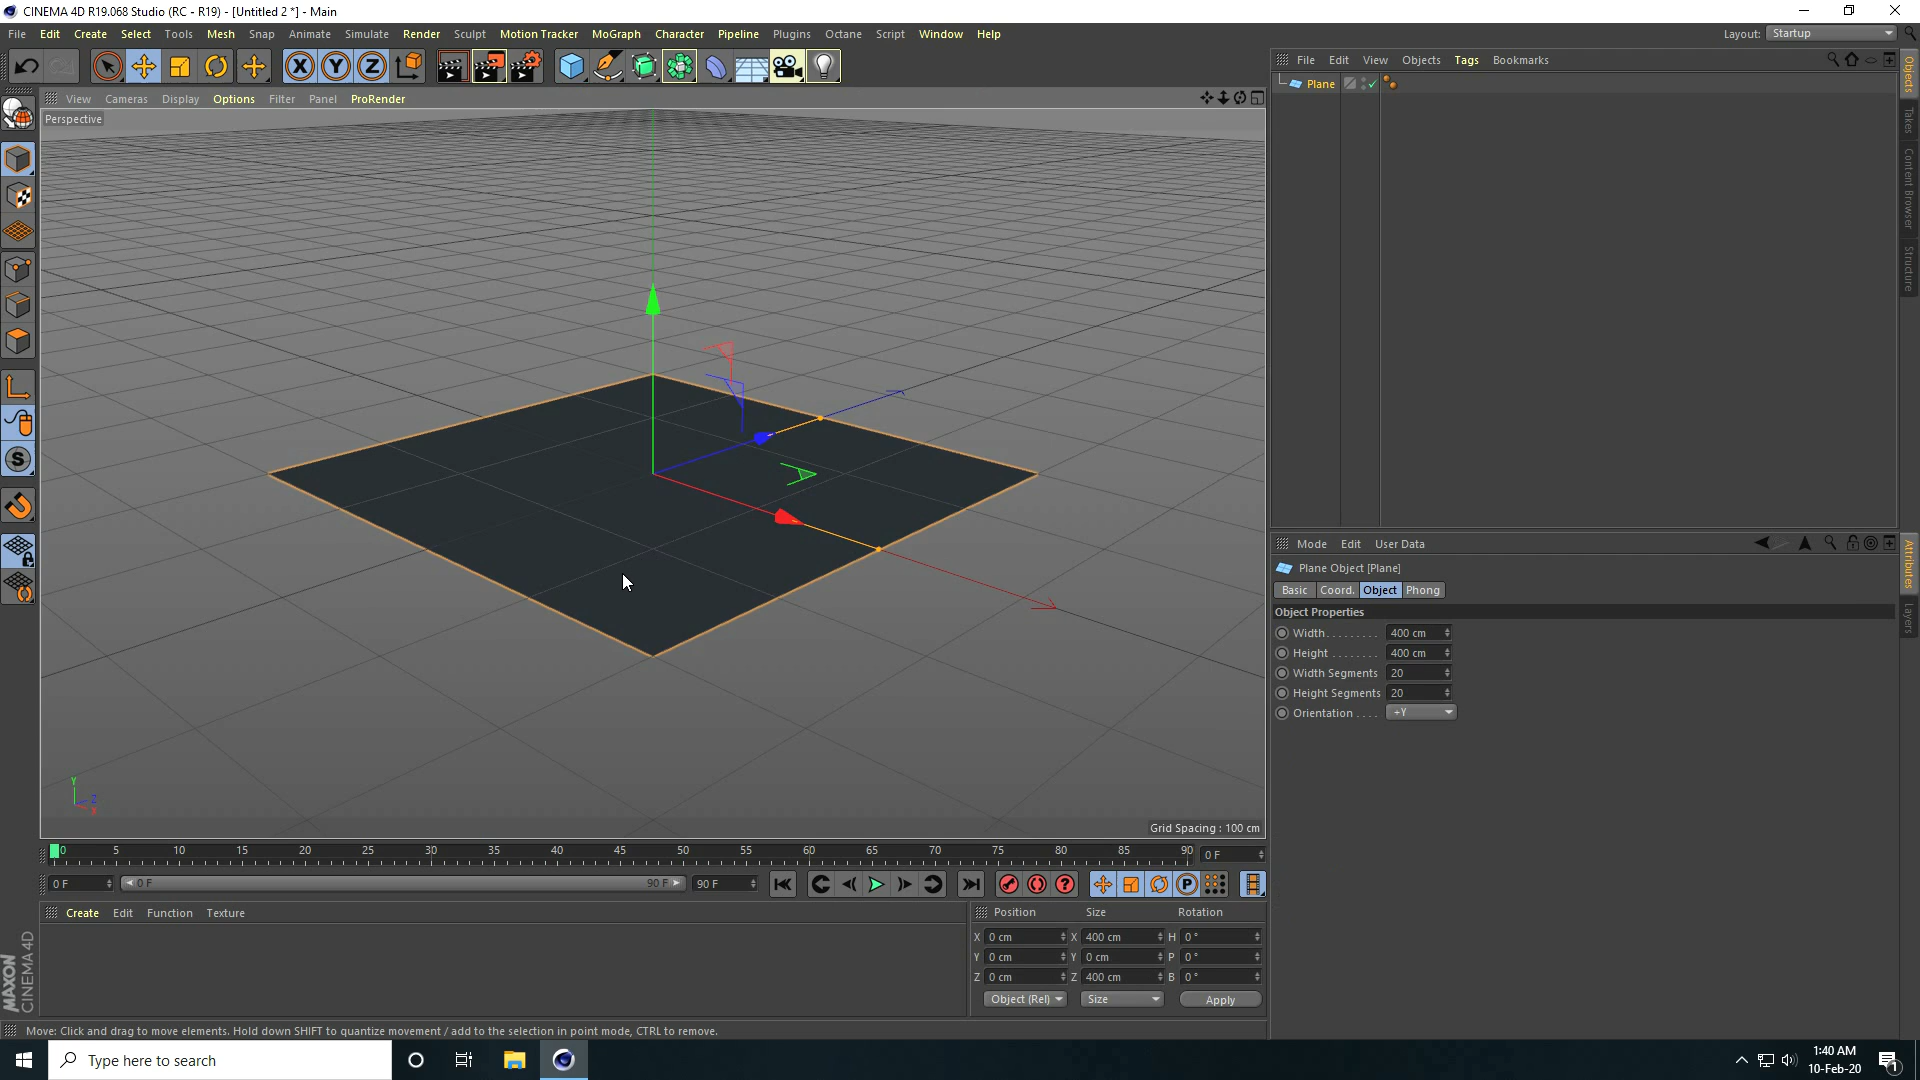 CINEMA 4D R19.068 Studio (RC - R19) - [Untitled 2 *] - Main
File Edit Create Select Tools Mesh Snap Animate Simulate Render Sculpt Motion Tracker MoGraph Character Pipeline Plugins Octane Script Window Help
Layout: Startup
X Y Z
File Edit View Objects Tags Bookmarks
Plane
View Cameras Display Options Filter Panel ProRender
Perspective
Objects
Takes
Content Browser
Structure
Mode Edit User Data
Plane Object [Plane]
Basic Coord. Object Phong
Object Properties
Width. . . . . . . . . 400 cm
Height . . . . . . . . 400 cm
Width Segments 20
Height Segments 20
Orientation . . . . +Y
Attributes
Layers
S
Y
Z
X
Grid Spacing : 100 cm
0 5 10 15 20 25 30 35 40 45 50 55 60 65 70 75 80 85 90
0 F
0 F 0 F 90 F 90 F
P
Create Edit Function Texture
Position Size Rotation
X 0 cm X 400 cm H 0 °
Y 0 cm Y 0 cm P 0 °
Z 0 cm Z 400 cm B 0 °
Object (Rel) Size Apply
MAXON
CINEMA 4D
Move: Click and drag to move elements. Hold down SHIFT to quantize movement / add to the selection in point mode, CTRL to remove.
Type here to search
1:40 AM
10-Feb-20
1